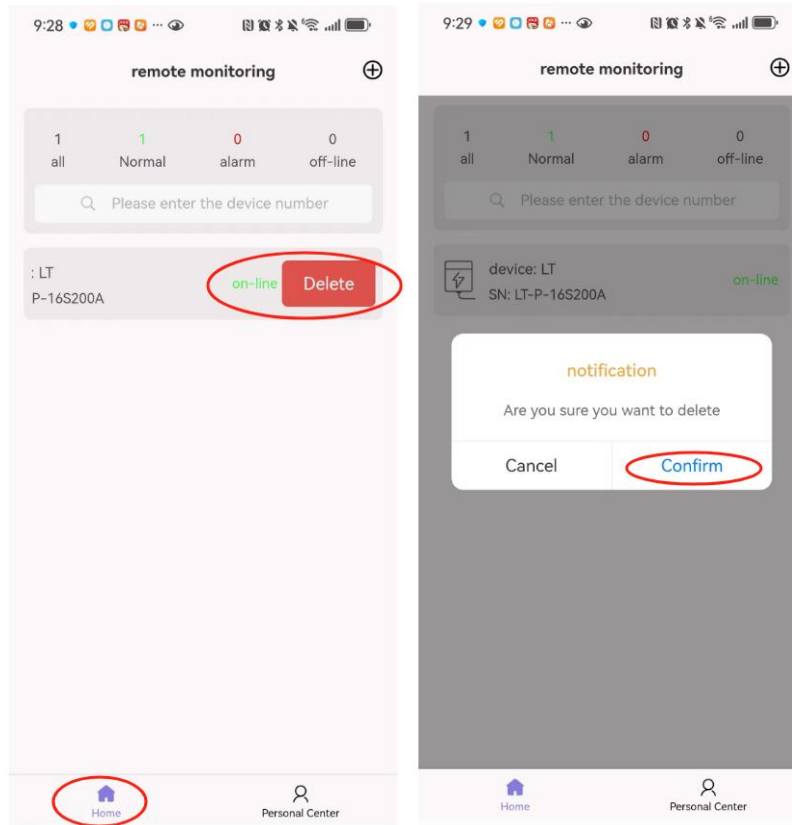 9:28
remote monitoring
1 1 0 0
all Normal alarm off-line
Please enter the device number
: LT
P-16S200A
on-line
Delete
Home
Personal Center
9:29
remote monitoring
1 1 0 0
all Normal alarm off-line
Please enter the device number
device: LT
SN: LT-P-16S200A
on-line
notification
Are you sure you want to delete
Cancel Confirm
Home
Personal Center